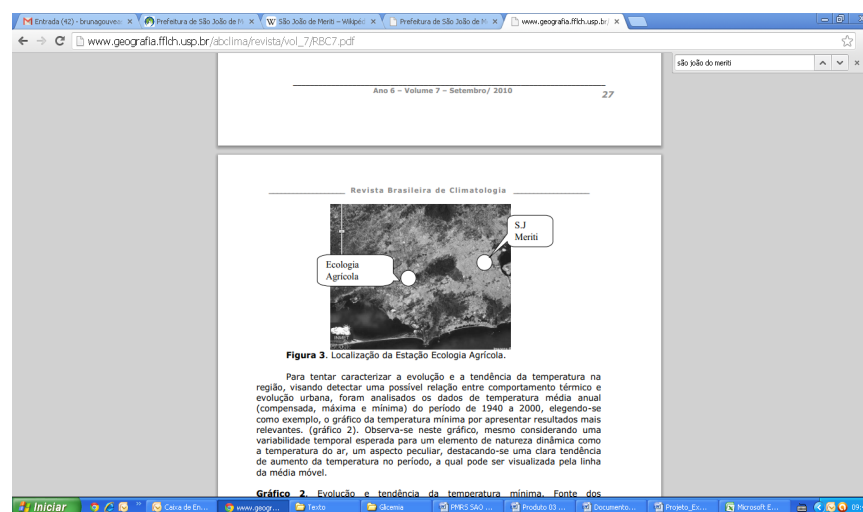 Entrada (42) - brunagouveo
Prefeitura de São João de M
São João de Meriti – Wikipéd
Prefeitura de São João de M
www.geografia.fflch.usp.br/
www.geografia.fflch.usp.br/abclima/revista/vol_7/RBC7.pdf
são joão do meriti
Ano 6 – Volume 7 – Setembro/ 2010
27
Revista Brasileira de Climatologia
S.J
Meriti
Ecologia
Agrícola
Figura 3. Localização da Estação Ecologia Agrícola.
Para tentar caracterizar a evolução e a tendência da temperatura na
região, visando detectar uma possível relação entre comportamento térmico e
evolução urbana, foram analisados os dados de temperatura média anual
(compensada, máxima e mínima) do período de 1940 a 2000, elegendo-se
como exemplo, o gráfico da temperatura mínima por apresentar resultados mais
relevantes. (gráfico 2). Observa-se neste gráfico, mesmo considerando uma
variabilidade temporal esperada para um elemento de natureza dinâmica como
a temperatura do ar, um aspecto peculiar, destacando-se uma clara tendência
de aumento da temperatura no período, a qual pode ser visualizada pela linha
da média móvel.
Gráfico 2. Evolução e tendência da temperatura mínima. Fonte dos
Iniciar
Caixa de En...
www.geogr...
Texto
Glicemia
PMRS SAO ...
Produto 03 ...
Documento...
Projeto_Ex...
Microsoft E...